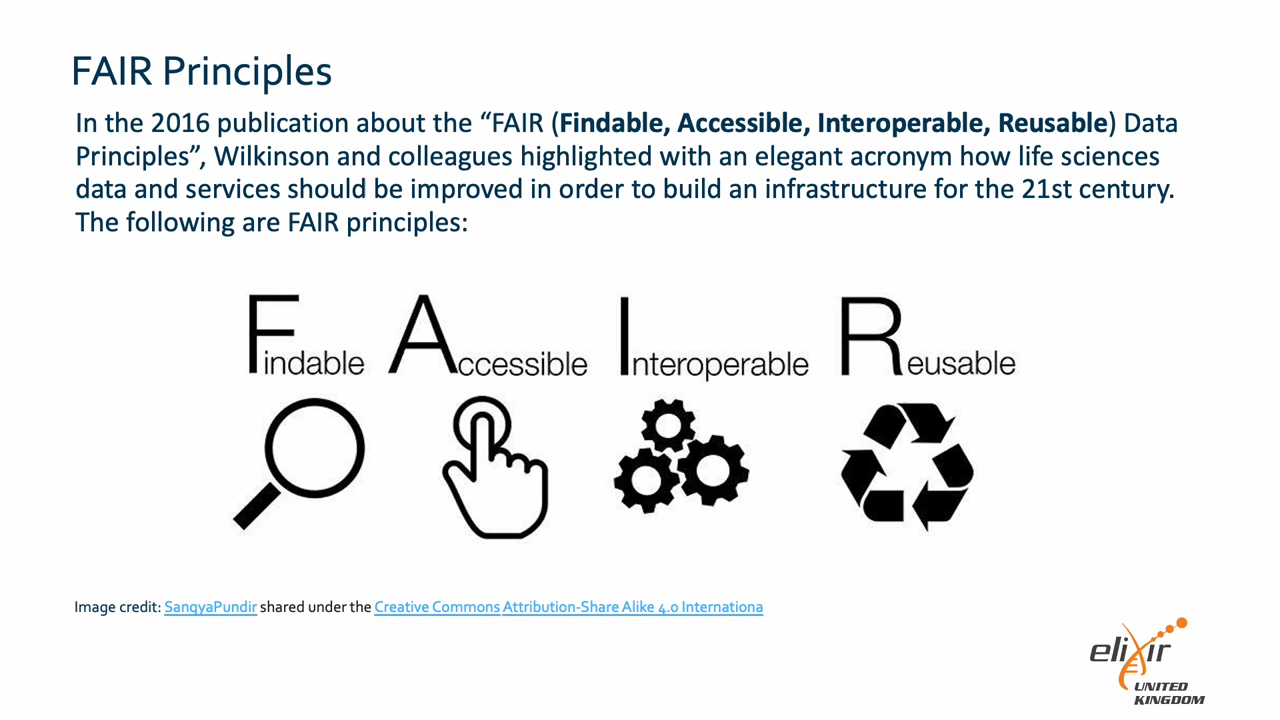 FAIR Principles
In the 2016 publication about the “FAIR (Findable, Accessible, Interoperable, Reusable) Data
Principles”, Wilkinson and colleagues highlighted with an elegant acronym how life sciences
data and services should be improved in order to build an infrastructure for the 21st century.
The following are FAIR principles:
Findable Accessible Interoperable Reusable
Image credit: SangyaPundir shared under the Creative Commons Attribution-Share Alike 4.0 Internationa
elixir
UNITED
KINGDOM